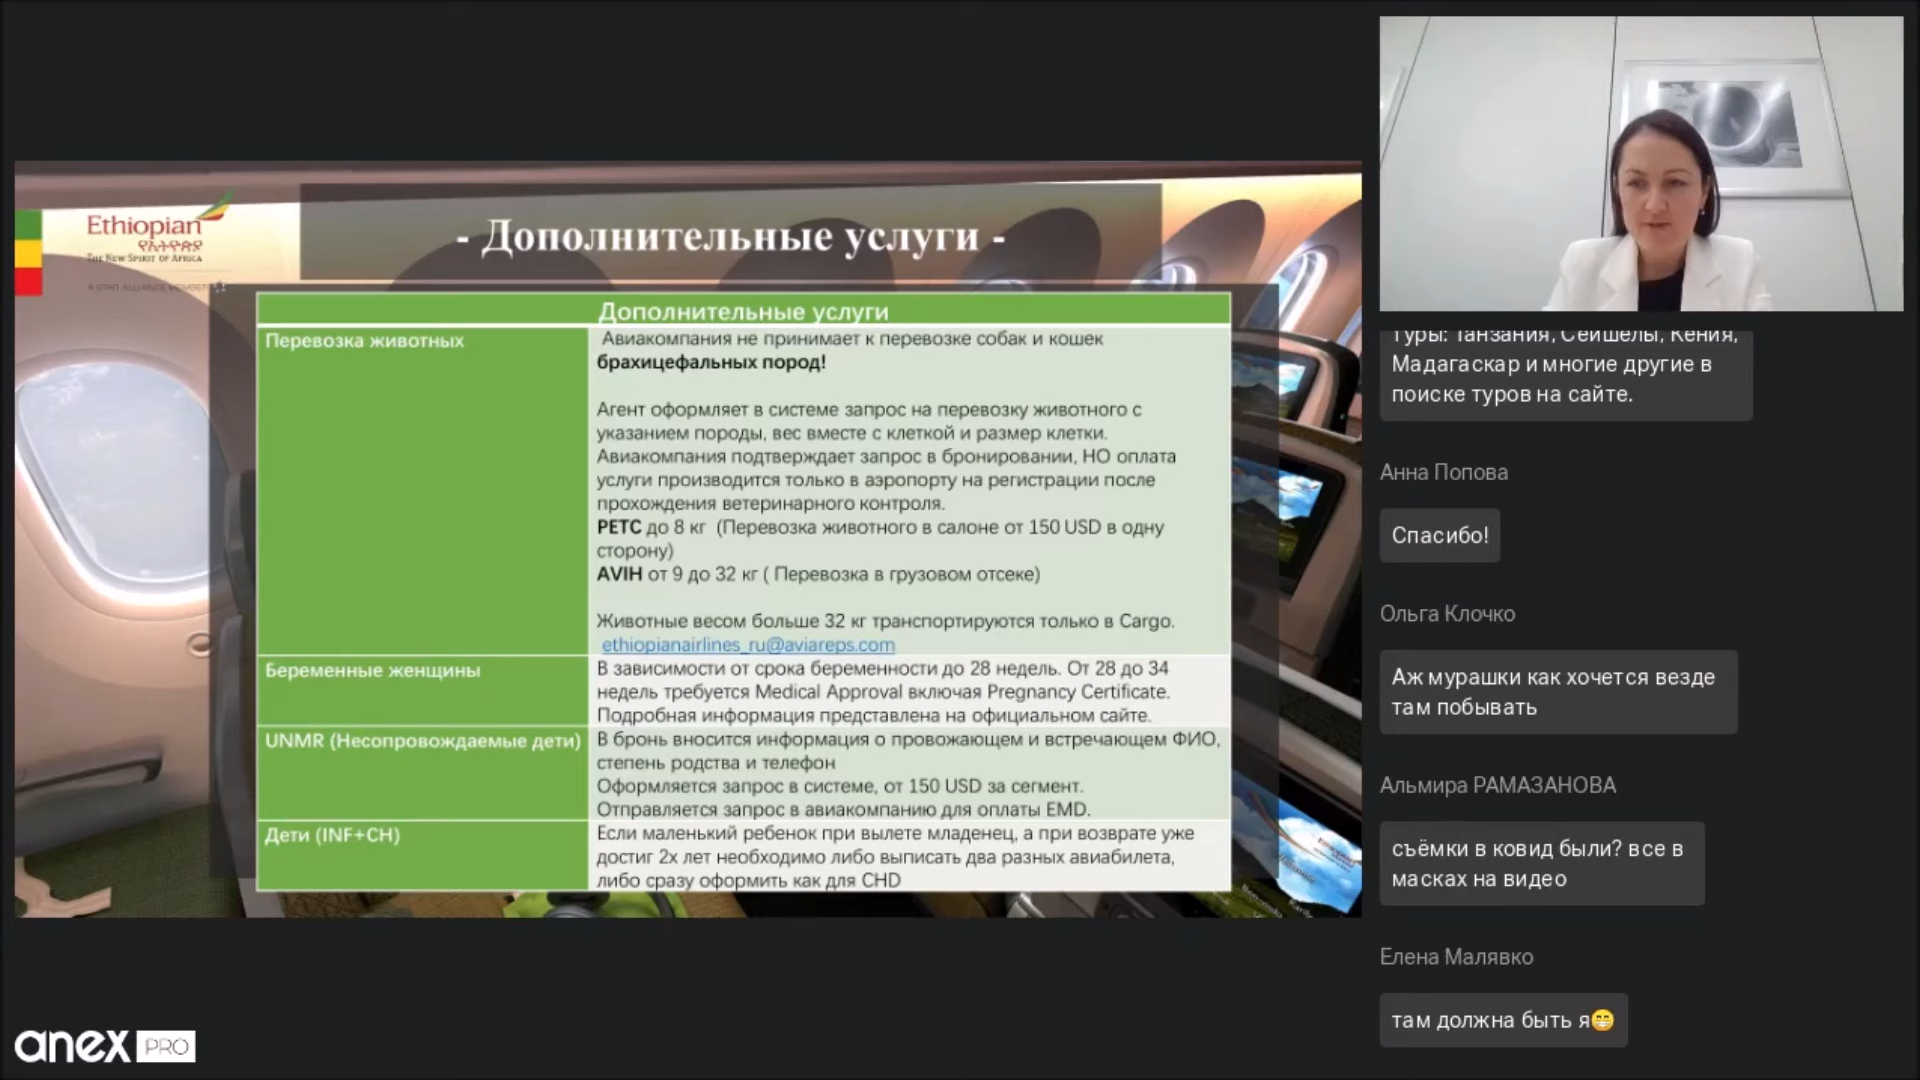 Ethiopian
የኢትዮጵያ
THE NEW SPIRIT OF AFRICA
A STAR ALLIANCE MEMBER
- Дополнительные услуги -
Дополнительные услуги
Перевозка животных
Авиакомпания не принимает к перевозке собак и кошек
брахицефальных пород!
Агент оформляет в системе запрос на перевозку животного с
указанием породы, вес вместе с клеткой и размер клетки.
Авиакомпания подтверждает запрос в бронировании, НО оплата
услуги производится только в аэропорту на регистрации после
прохождения ветеринарного контроля.
PETC до 8 кг (Перевозка животного в салоне от 150 USD в одну
сторону)
AVIH от 9 до 32 кг ( Перевозка в грузовом отсеке)
Животные весом больше 32 кг транспортируются только в Cargo.
ethiopianairlines_ru@aviareps.com
Беременные женщины
В зависимости от срока беременности до 28 недель. От 28 до 34
недель требуется Medical Approval включая Pregnancy Certificate.
Подробная информация представлена на официальном сайте.
UNMR (Несопровождаемые дети)
В бронь вносится информация о провожающем и встречающем ФИО,
степень родства и телефон
Оформляется запрос в системе, от 150 USD за сегмент.
Отправляется запрос в авиакомпанию для оплаты EMD.
Дети (INF+CH)
Если маленький ребенок при вылете младенец, а при возврате уже
достиг 2х лет необходимо либо выписать два разных авиабилета,
либо сразу оформить как для CHD
anex PRO
туры: Танзания, Сейшелы, Кения,
Мадагаскар и многие другие в
поиске туров на сайте.
Анна Попова
Спасибо!
Ольга Клочко
Аж мурашки как хочется везде
там побывать
Альмира РАМАЗАНОВА
съёмки в ковид были? все в
масках на видео
Елена Малявко
там должна быть я😁